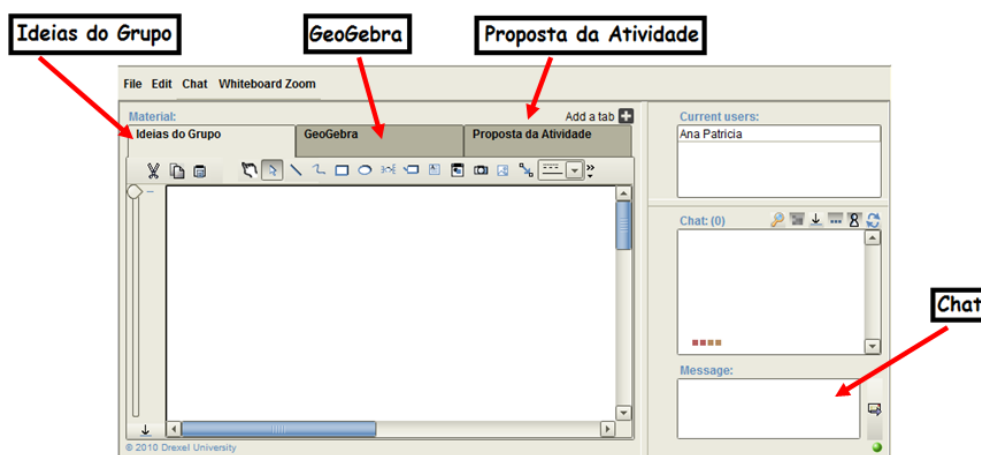 Ideias do Grupo
GeoGebra
Proposta da Atividade
File Edit Chat Whiteboard Zoom
Material:
Add a tab
Ideias do Grupo
GeoGebra
Proposta da Atividade
Current users:
Ana Patricia
Chat: (0)
Chat
Message:
© 2010 Drexel University